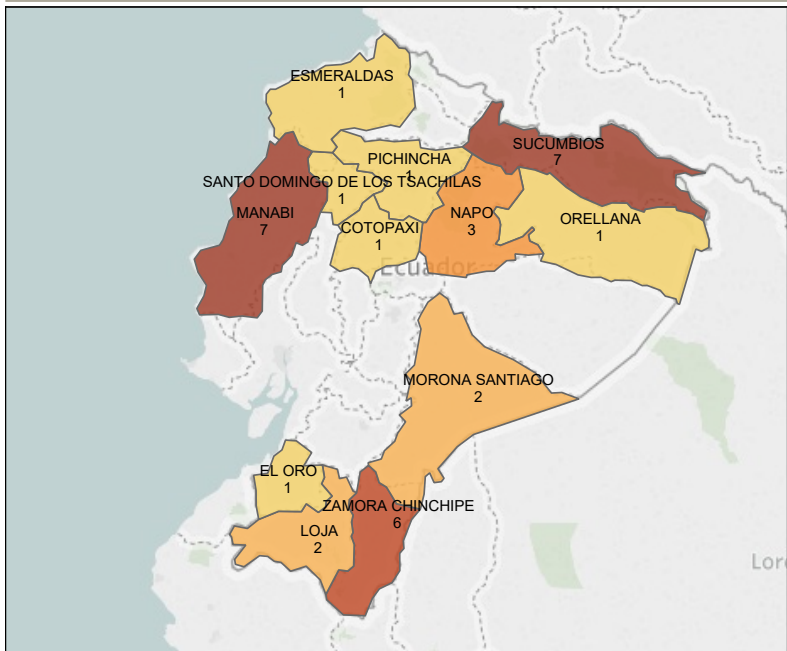 ESMERALDAS
1
SUCUMBIOS
7
PICHINCHA
1
SANTO DOMINGO DE LOS TSACHILAS
1
MANABI
7
NAPO
3
ORELLANA
1
COTOPAXI
1
Ecuador
MORONA SANTIAGO
2
EL ORO
1
ZAMORA CHINCHIPE
6
LOJA
2
Lore